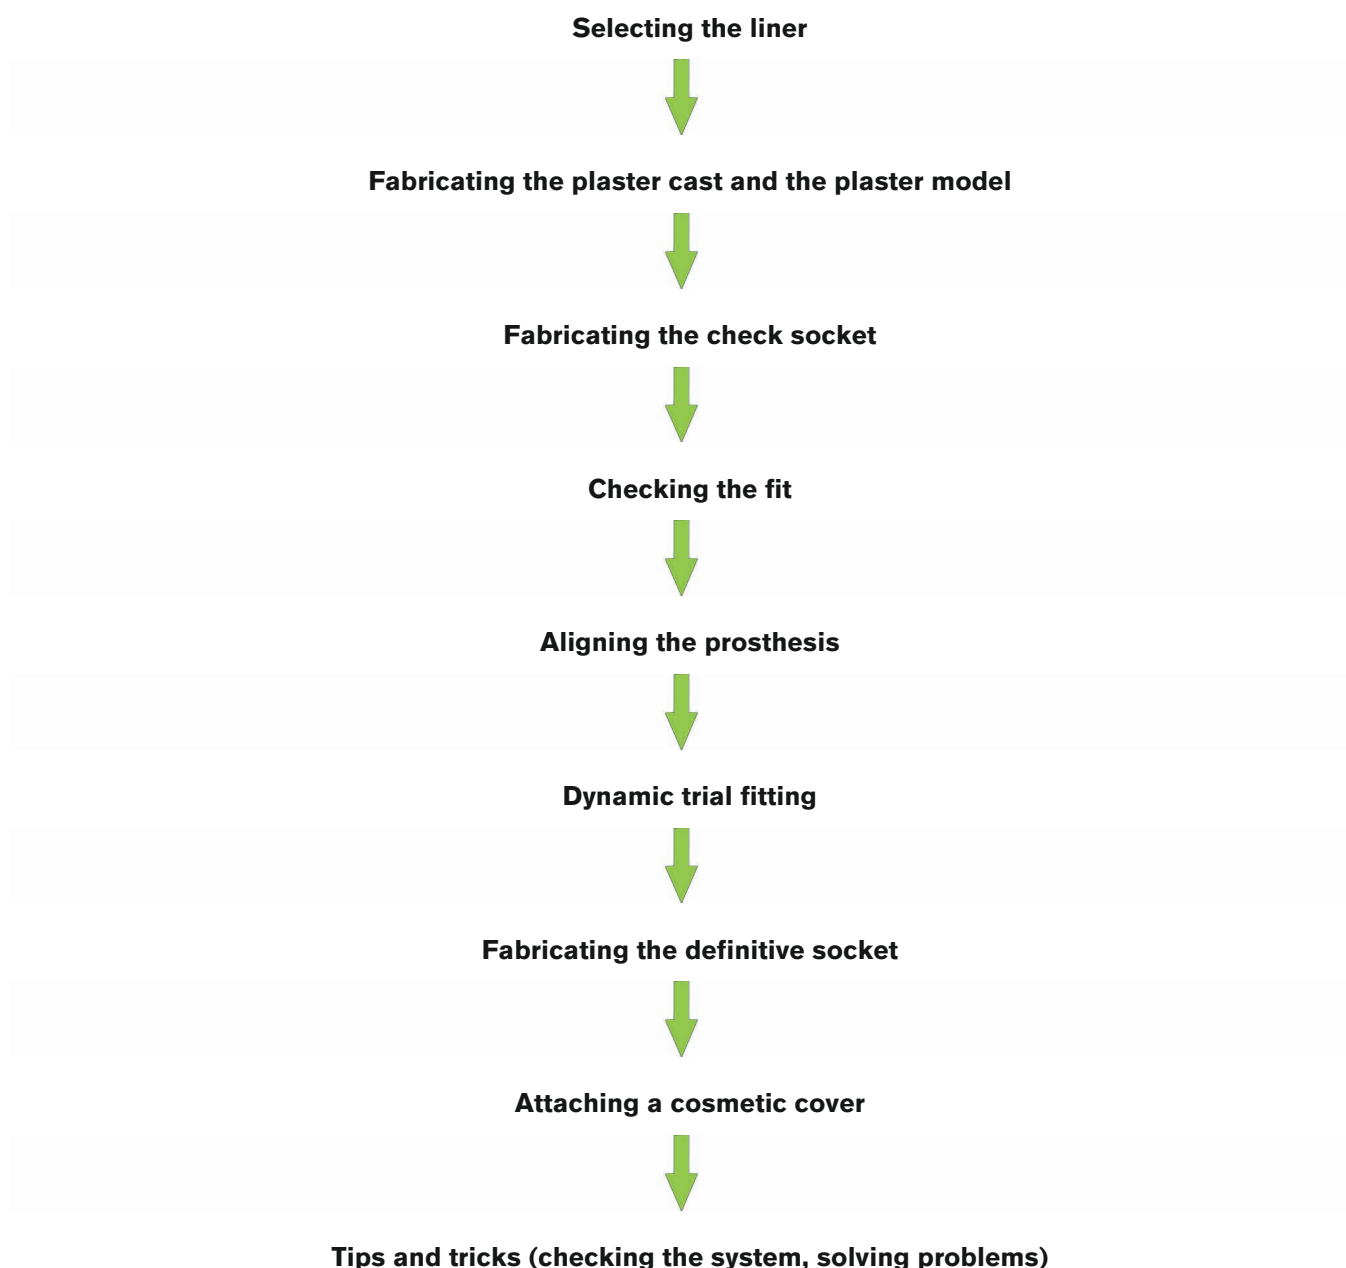 Selecting the liner
Fabricating the plaster cast and the plaster model
Fabricating the check socket
Checking the fit
Aligning the prosthesis
Dynamic trial fitting
Fabricating the definitive socket
Attaching a cosmetic cover
Tips and tricks (checking the system, solving problems)